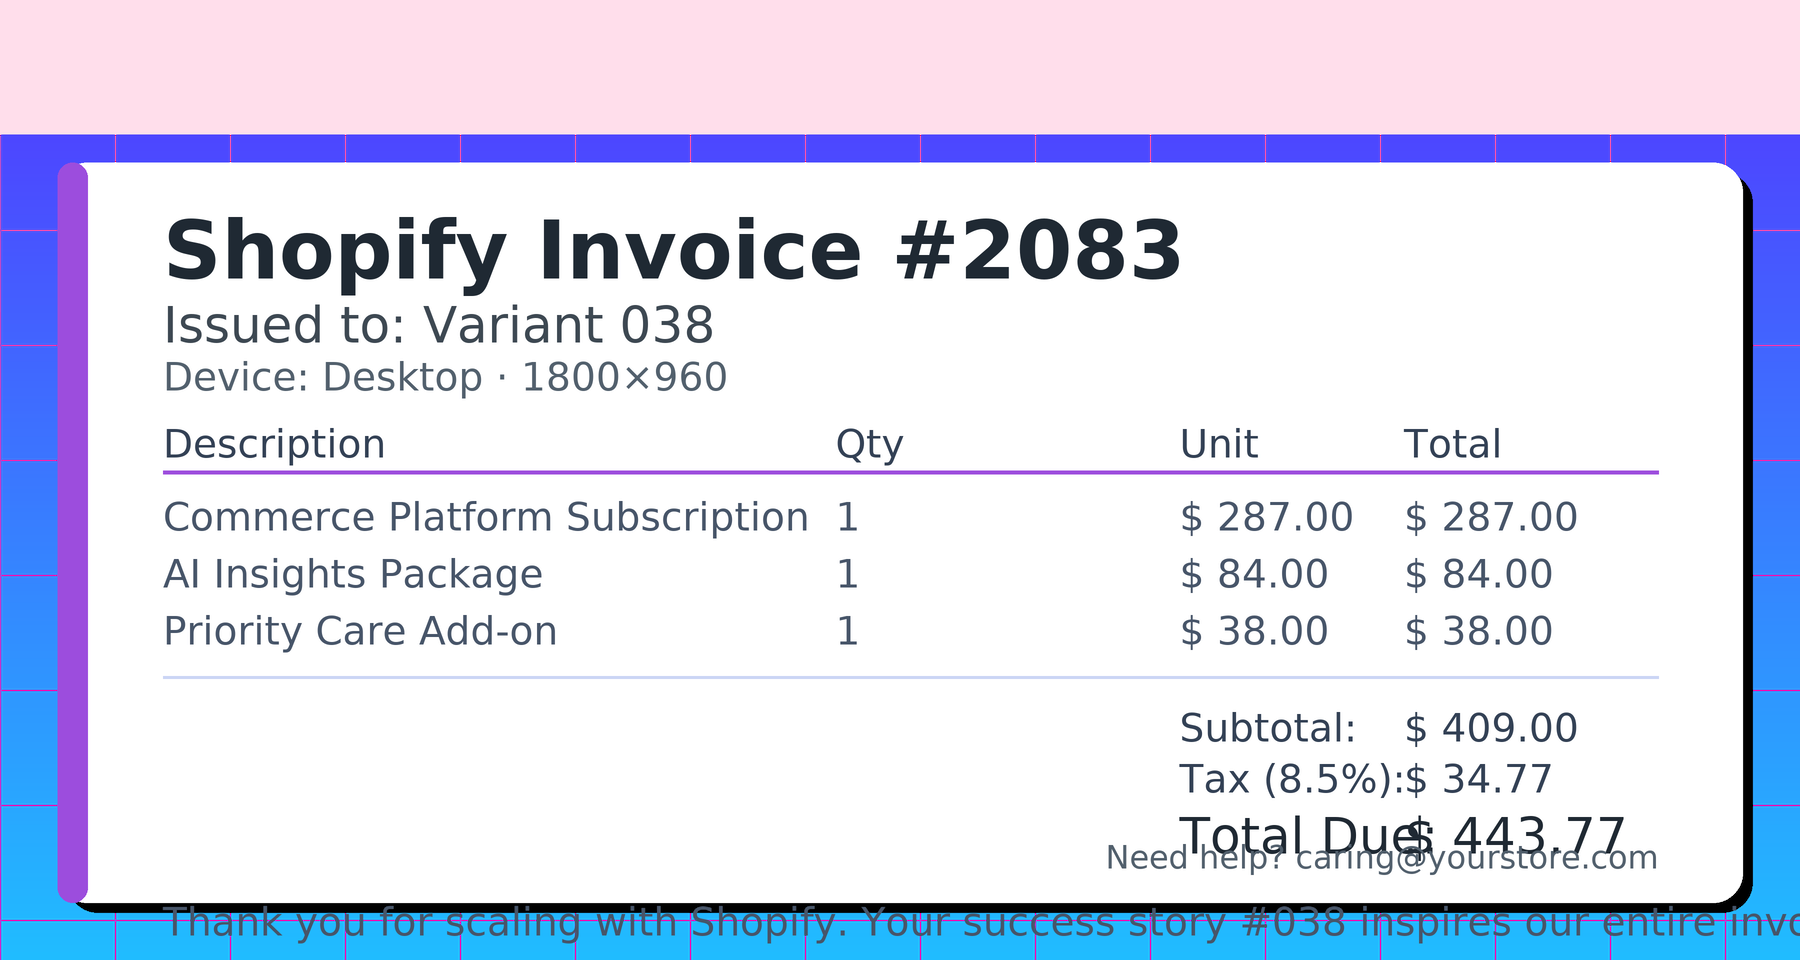 Shopify Invoice #2083
Issued to: Variant 038
Device: Desktop · 1800×960
Description Qty Unit Total
Commerce Platform Subscription 1 $ 287.00 $ 287.00
AI Insights Package 1 $ 84.00 $ 84.00
Priority Care Add-on 1 $ 38.00 $ 38.00
Subtotal: $ 409.00
Tax (8.5%): $ 34.77
Total Due: $ 443.77
Need help? caring@yourstore.com
Thank you for scaling with Shopify. Your success story #038 inspires our entire